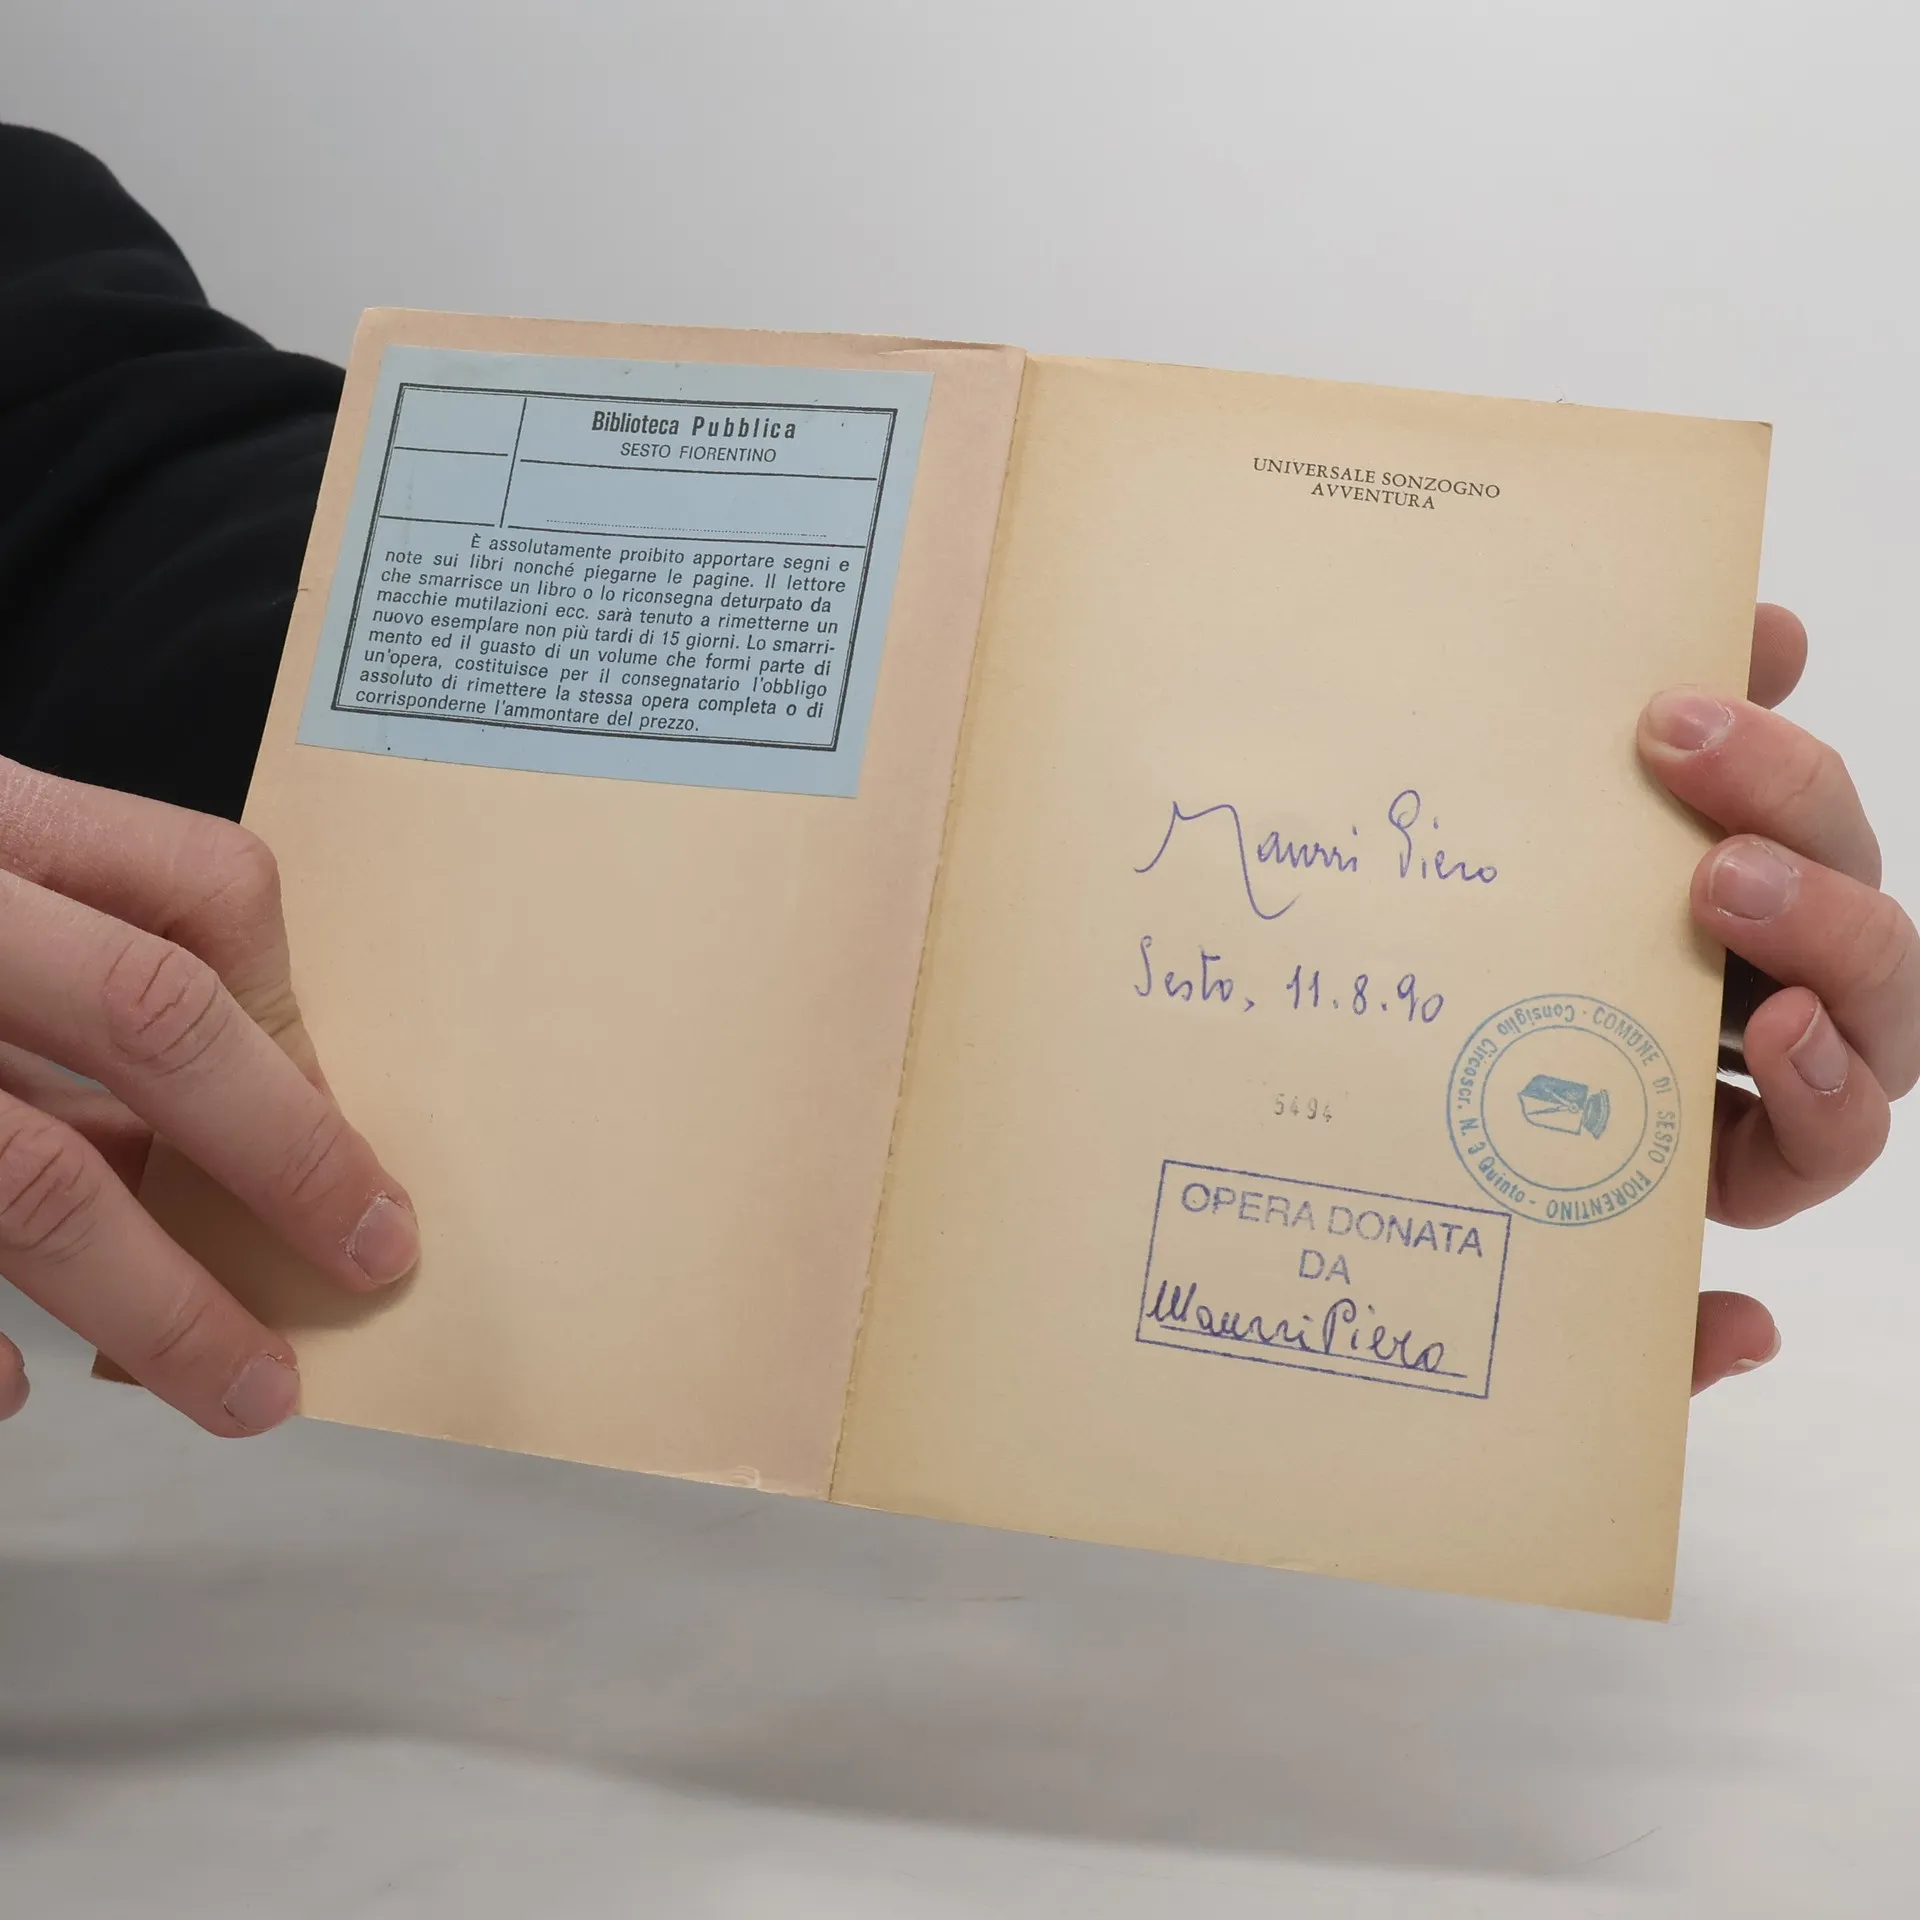 Biblioteca Pubblica
SESTO FIORENTINO
È assolutamente proibito apportare segni e
note sui libri nonché piegarne le pagine. Il lettore
che smarrisce un libro o lo riconsegna deturpato da
macchie mutilazioni ecc. sarà tenuto a rimetterne un
nuovo esemplare non più tardi di 15 giorni. Lo smarri-
mento ed il guasto di un volume che formi parte di
un'opera, costituisce per il consegnatario l'obbligo
assoluto di rimettere la stessa opera completa o di
corrisponderne l'ammontare del prezzo.
UNIVERSALE SONZOGNO
AVVENTURA
Maurri Piero
Sesto, 11.8.90
COMUNE DI SESTO FIORENTINO - Consiglio Circoscr. N. 3 Quinto -
5494
OPERA DONATA
DA
Maurri Piero